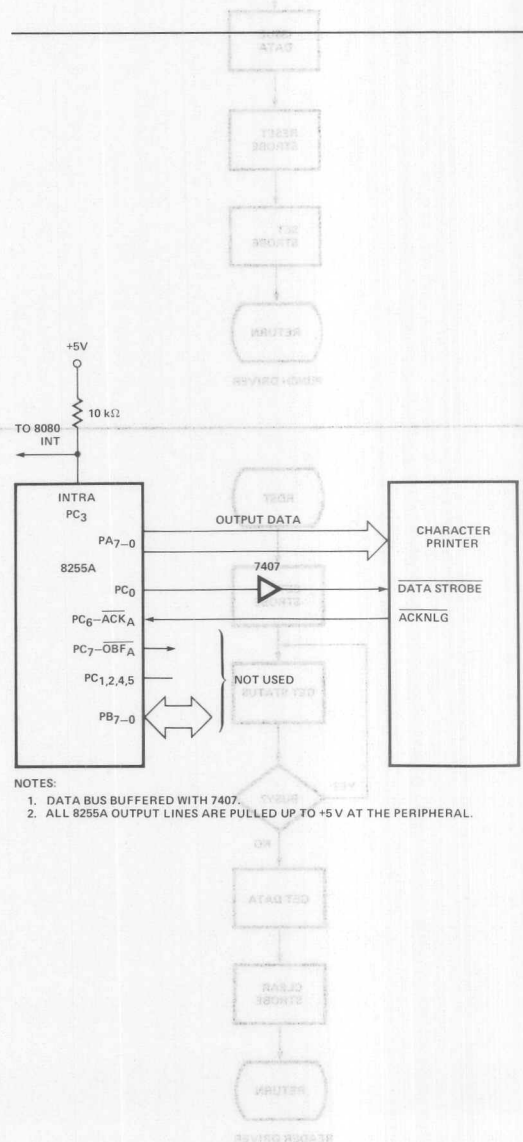 +5V
10 kΩ
TO 8080
INT
INTRA
PC₃
PA₇₋₀
OUTPUT DATA
CHARACTER
PRINTER
8255A
7407
PC₀
DATA STROBE
PC₆-ACK_A
ACKNLG
PC₇-OBF_A
PC₁,₂,₄,₅
NOT USED
PB₇₋₀
NOTES:
1. DATA BUS BUFFERED WITH 7407.
2. ALL 8255A OUTPUT LINES ARE PULLED UP TO +5 V AT THE PERIPHERAL.